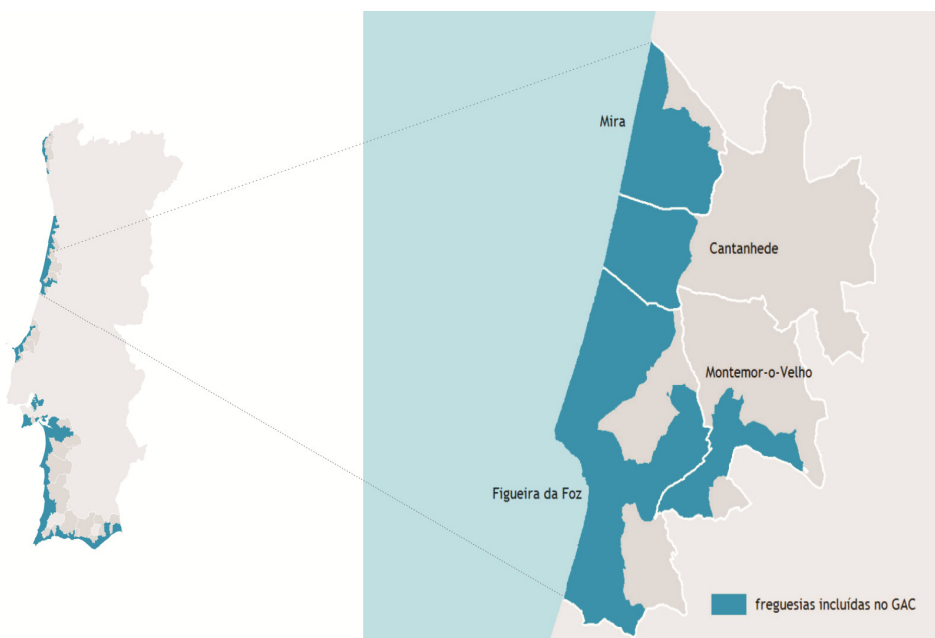 Mira
Cantanhede
Montemor-o-Velho
Figueira da Foz
freguesias incluídas no GAC